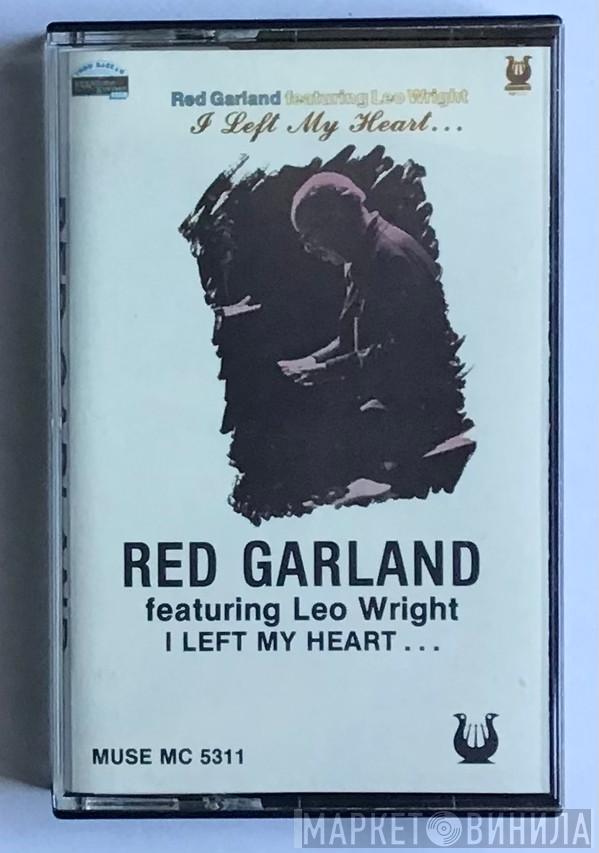 Red Garland featuring Leo Wright
I Left My Heart...
RED GARLAND
featuring Leo Wright
I LEFT MY HEART...
MUSE MC 5311
МАРКЕТ ВИНИЛА